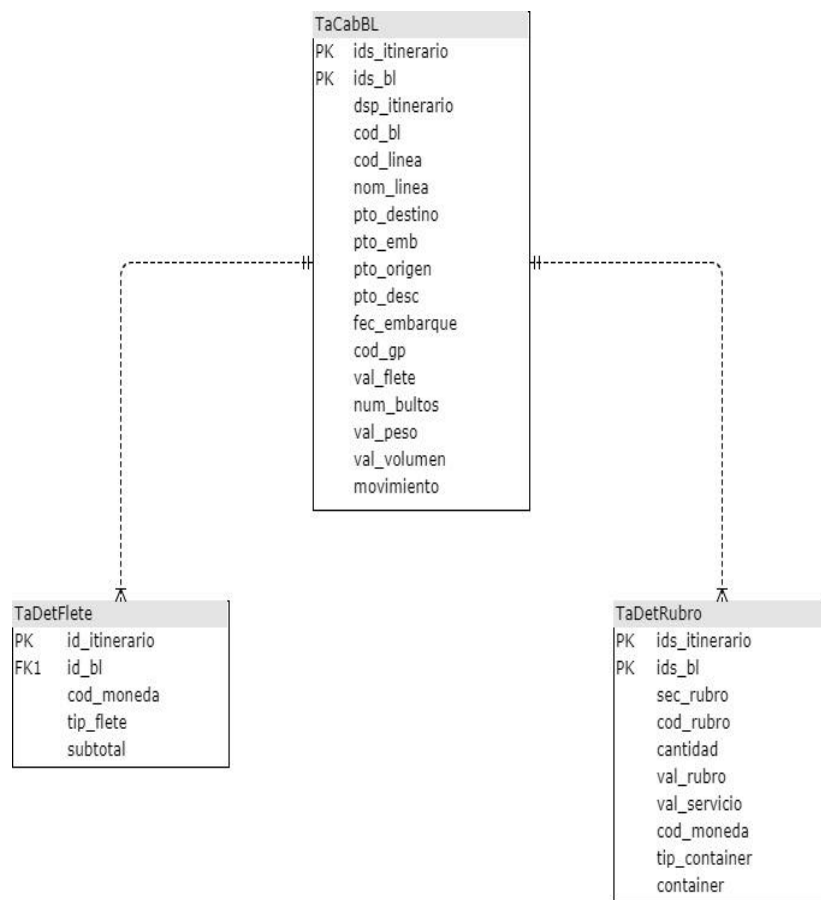 TaCabBL
PK ids_itinerario
PK ids_bl
dsp_itinerario
cod_bl
cod_linea
nom_linea
pto_destino
pto_emb
pto_origen
pto_desc
fec_embarque
cod_gp
val_flete
num_bultos
val_peso
val_volumen
movimiento
TaDetFlete
PK id_itinerario
FK1 id_bl
cod_moneda
tip_flete
subtotal
TaDetRubro
PK ids_itinerario
PK ids_bl
sec_rubro
cod_rubro
cantidad
val_rubro
val_servicio
cod_moneda
tip_container
container